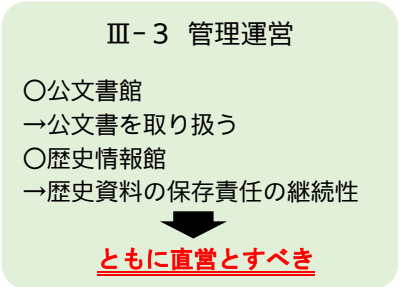 Ⅲ-３ 管理運営
〇公文書館
→公文書を取り扱う
〇歴史情報館
→歴史資料の保存責任の継続性
ともに直営とすべき